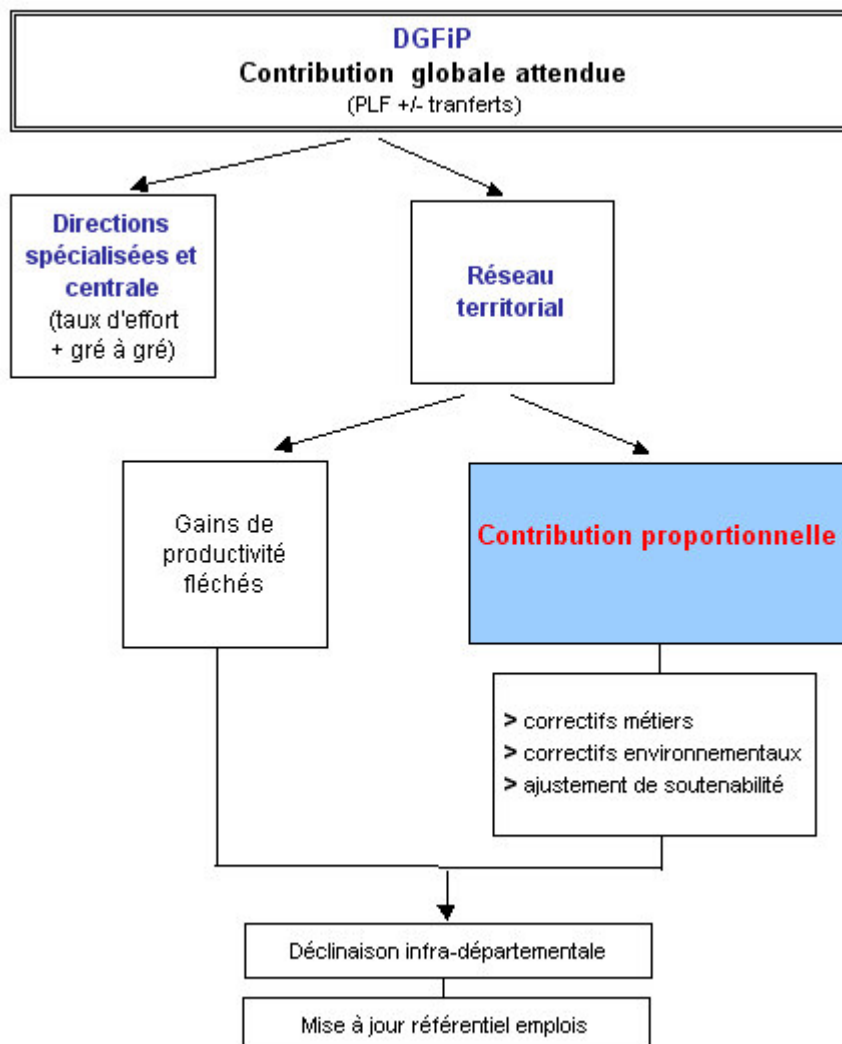 DGFiP
Contribution globale attendue
(PLF +/- tranferts)
Directions
spécialisées et
centrale
(taux d'effort
+ gré à gré)
Réseau
territorial
Gains de
productivité
fléchés
Contribution proportionnelle
> correctifs métiers
> correctifs environnementaux
> ajustement de soutenabilité
Déclinaison infra-départementale
Mise à jour référentiel emplois